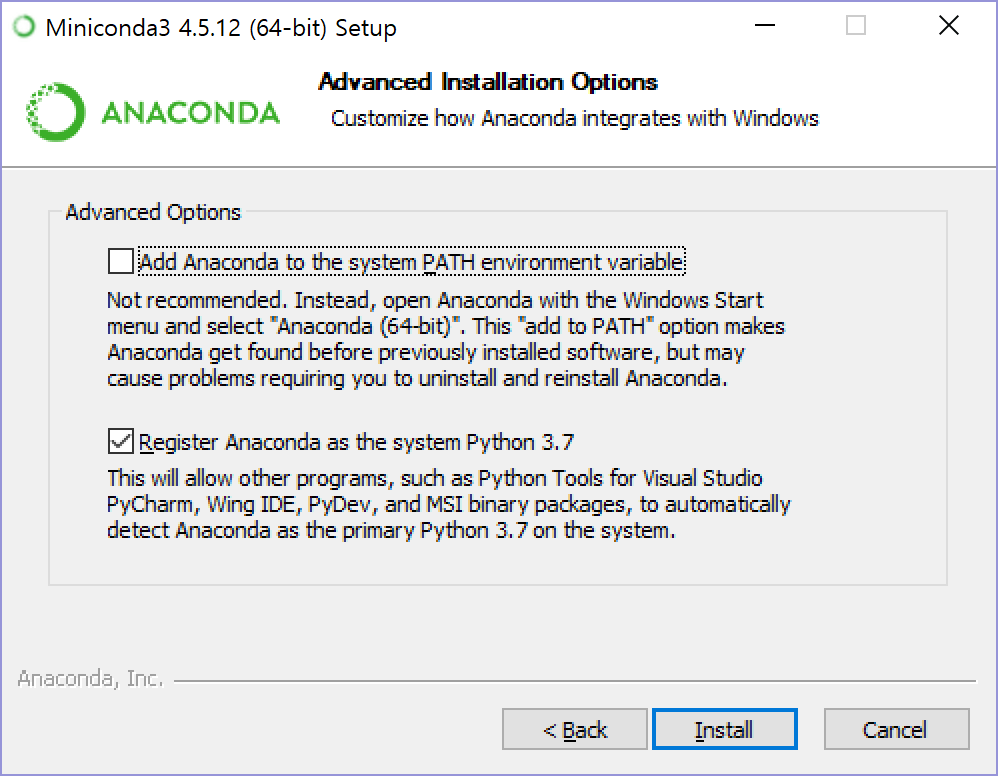 Miniconda3 4.5.12 (64-bit) Setup
ANACONDA
Advanced Installation Options
Customize how Anaconda integrates with Windows
Advanced Options
Add Anaconda to the system PATH environment variable
Not recommended. Instead, open Anaconda with the Windows Start
menu and select "Anaconda (64-bit)". This "add to PATH" option makes
Anaconda get found before previously installed software, but may
cause problems requiring you to uninstall and reinstall Anaconda.
Register Anaconda as the system Python 3.7
This will allow other programs, such as Python Tools for Visual Studio
PyCharm, Wing IDE, PyDev, and MSI binary packages, to automatically
detect Anaconda as the primary Python 3.7 on the system.
Anaconda, Inc.
< Back
Install
Cancel